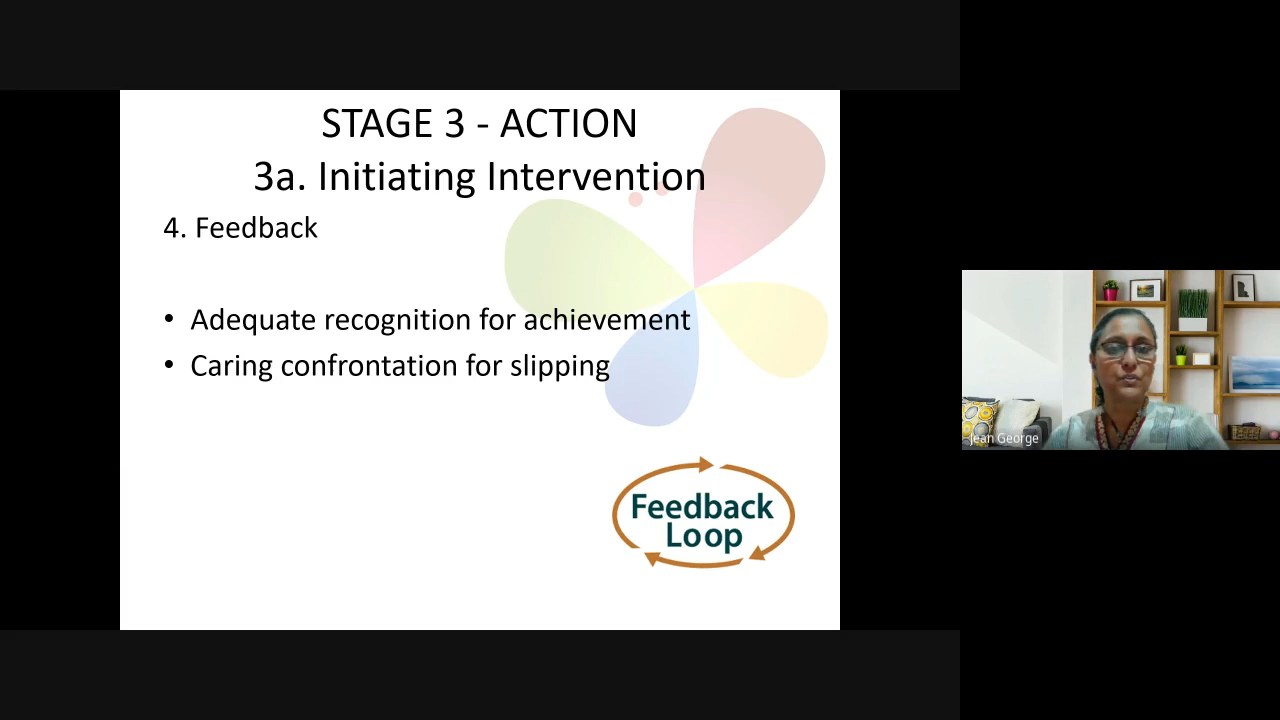 STAGE 3 - ACTION
3a. Initiating Intervention
4. Feedback
• Adequate recognition for achievement
• Caring confrontation for slipping
Feedback
Loop
Jean George